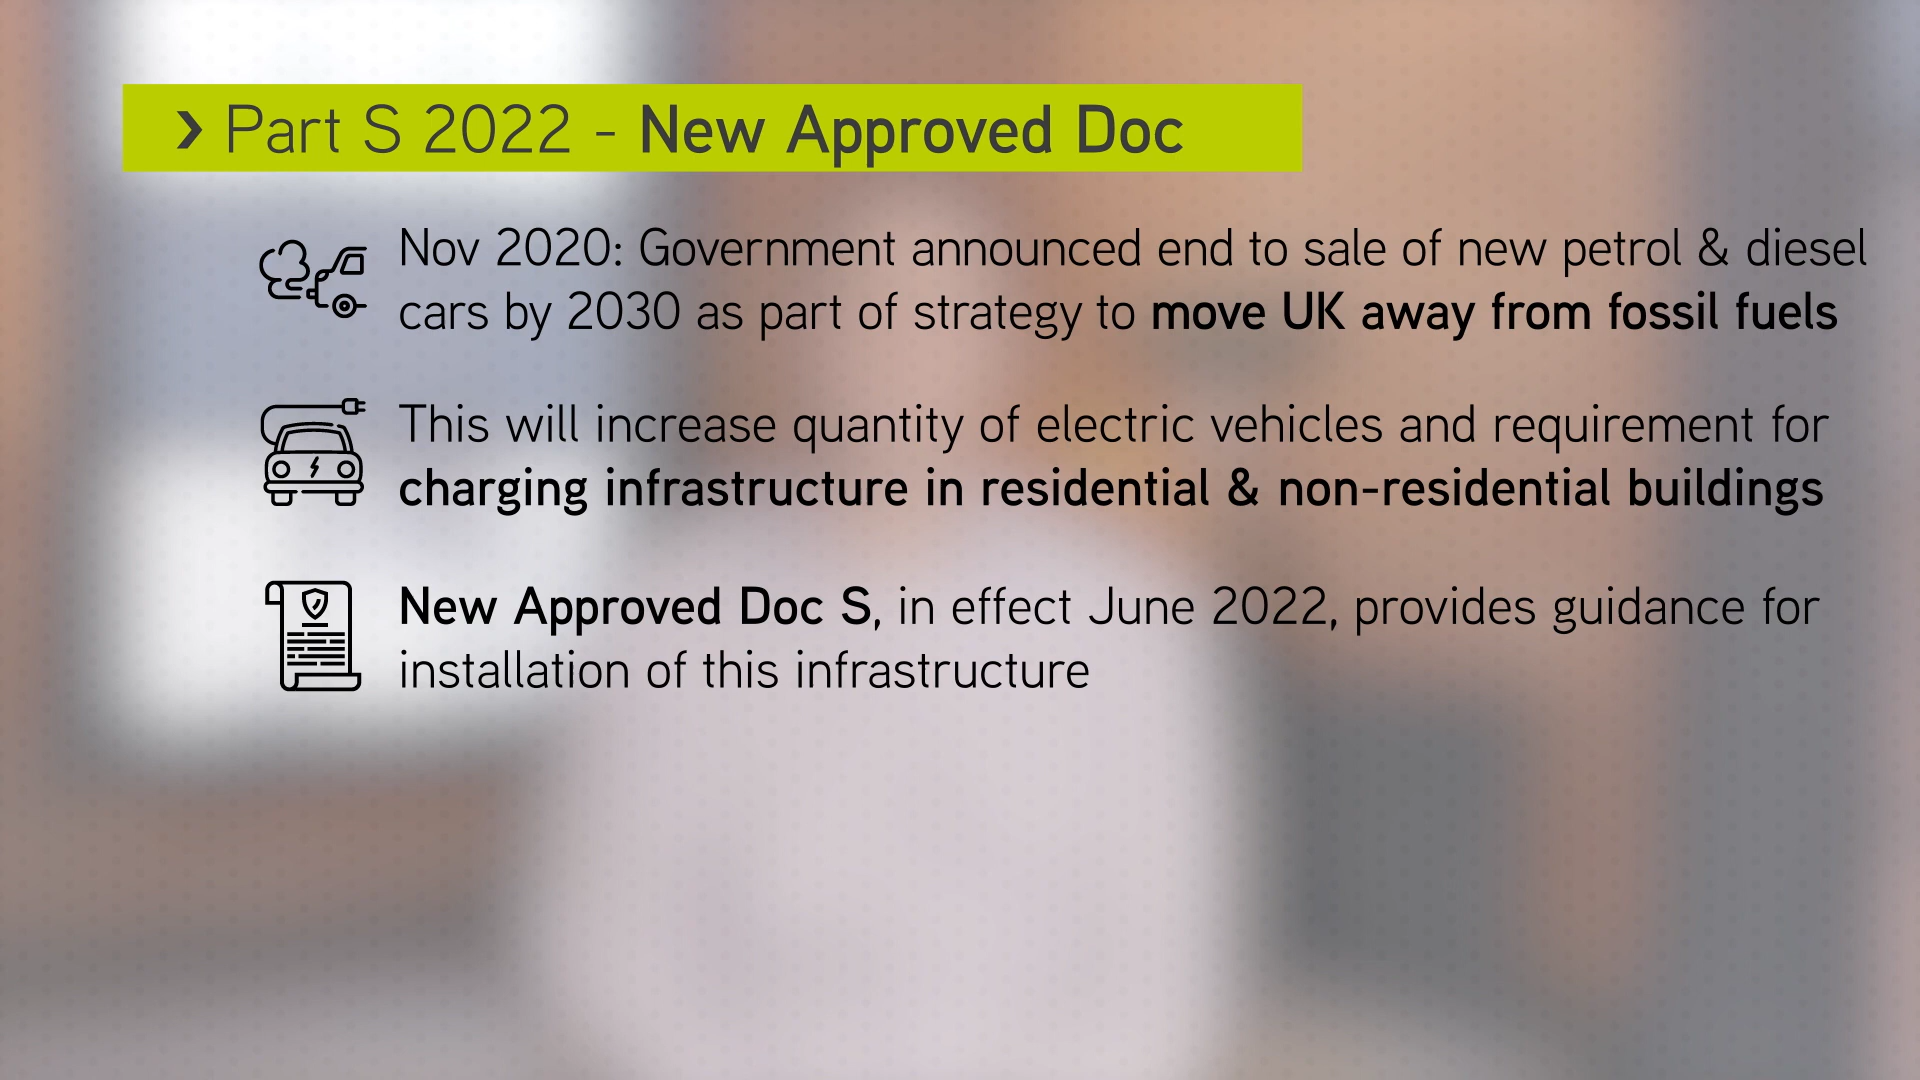 Part S 2022 - New Approved Doc
Nov 2020: Government announced end to sale of new petrol & diesel
cars by 2030 as part of strategy to move UK away from fossil fuels
This will increase quantity of electric vehicles and requirement for
charging infrastructure in residential & non-residential buildings
New Approved Doc S, in effect June 2022, provides guidance for
installation of this infrastructure